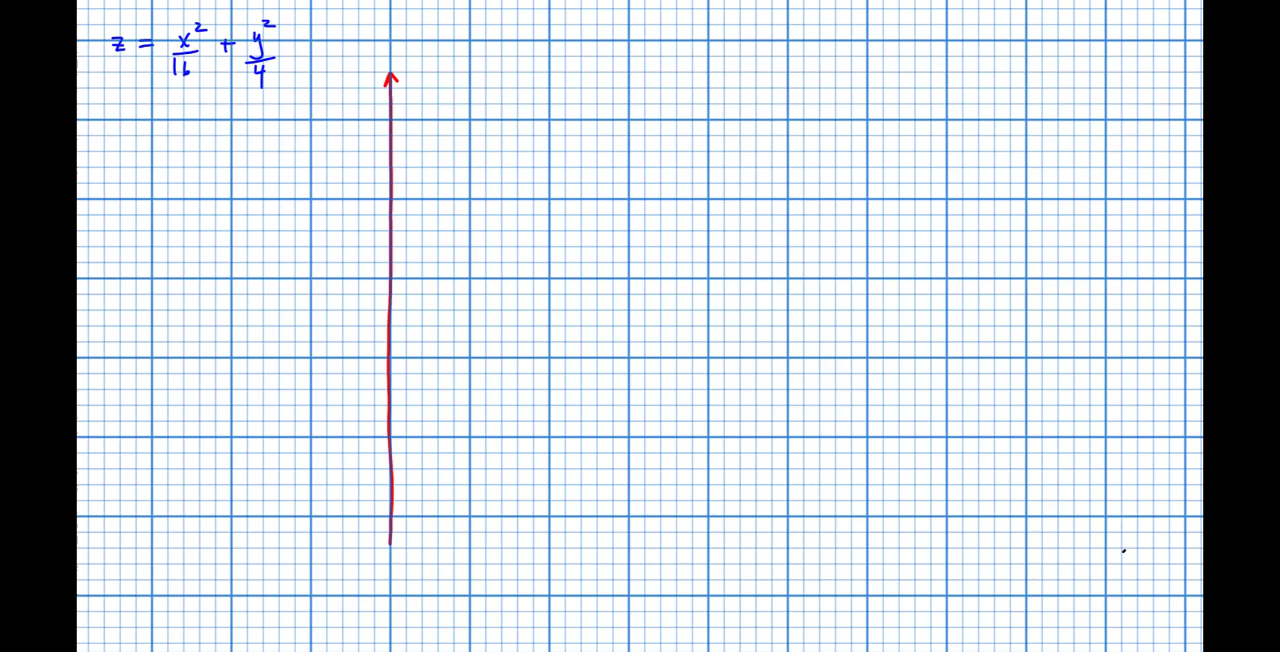 z = x²/16 + y²/4